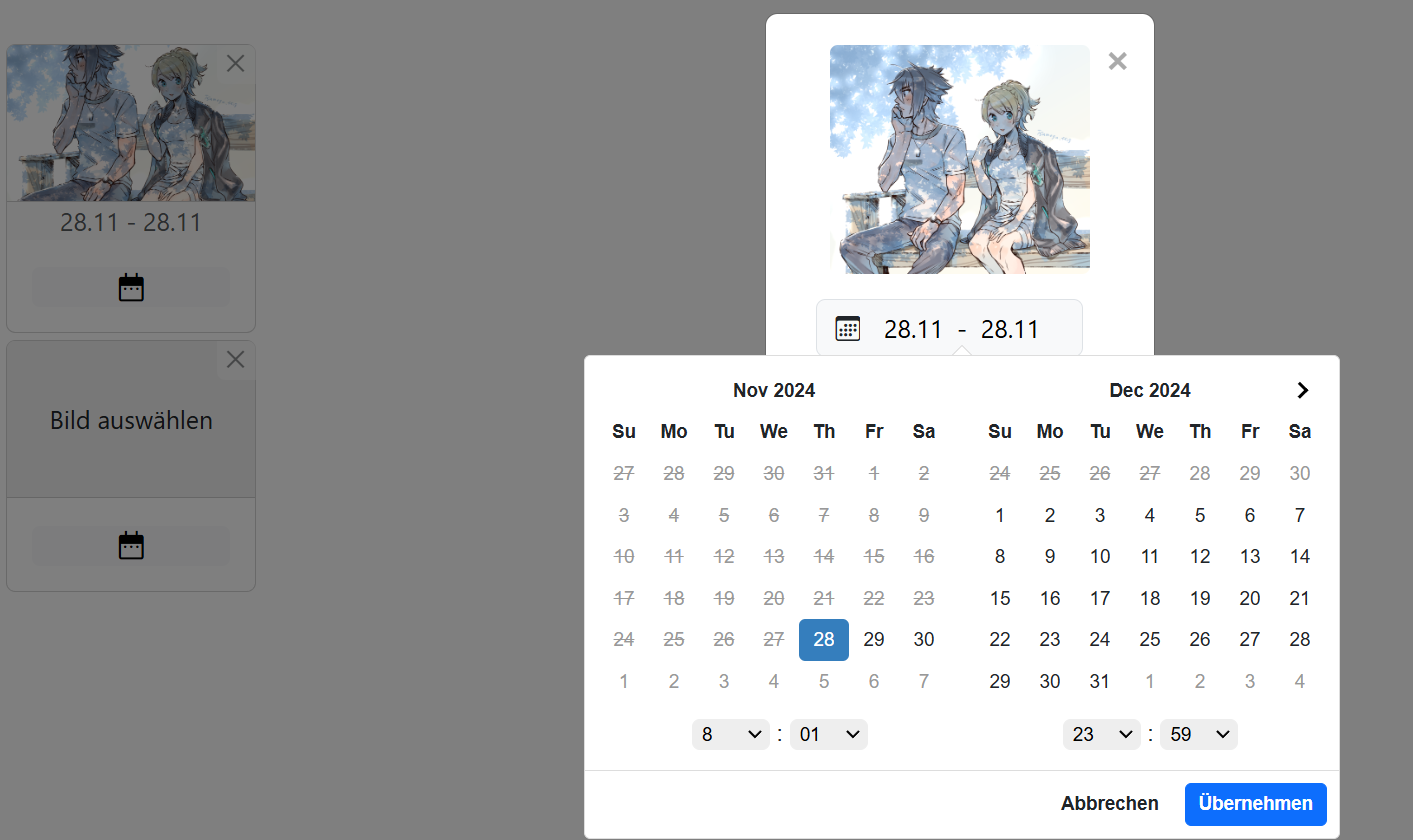 28.11 - 28.11
Bild auswählen
28.11 - 28.11
Nov 2024
Su Mo Tu We Th Fr Sa
27 28 29 30 31 1 2
3 4 5 6 7 8 9
10 11 12 13 14 15 16
17 18 19 20 21 22 23
24 25 26 27 28 29 30
1 2 3 4 5 6 7
8 : 01
Dec 2024
Su Mo Tu We Th Fr Sa
24 25 26 27 28 29 30
1 2 3 4 5 6 7
8 9 10 11 12 13 14
15 16 17 18 19 20 21
22 23 24 25 26 27 28
29 30 31 1 2 3 4
23 : 59
Abbrechen Übernehmen